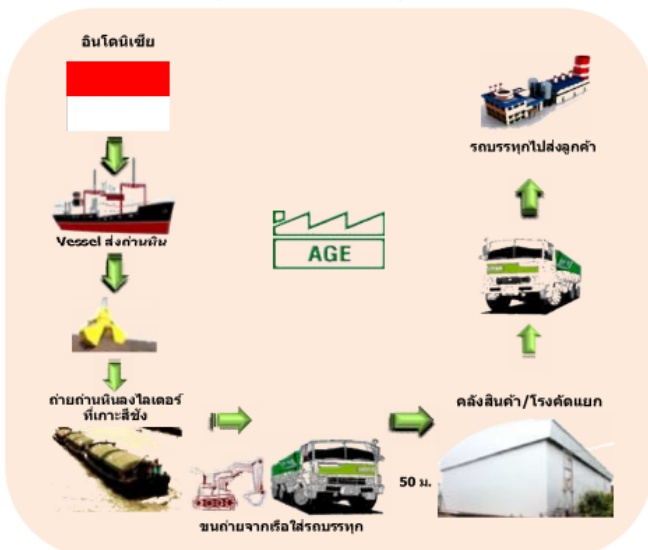 อินโดนิเซีย
Vessel ส่งถ่านหิน
ถ่ายถ่านหินลงไลเตอร์
ที่เกาะสีชัง
ขนถ่ายจากเรือใส่รถบรรทุก
50 ม.
คลังสินค้า/โรงคัดแยก
รถบรรทุกไปส่งลูกค้า
AGE